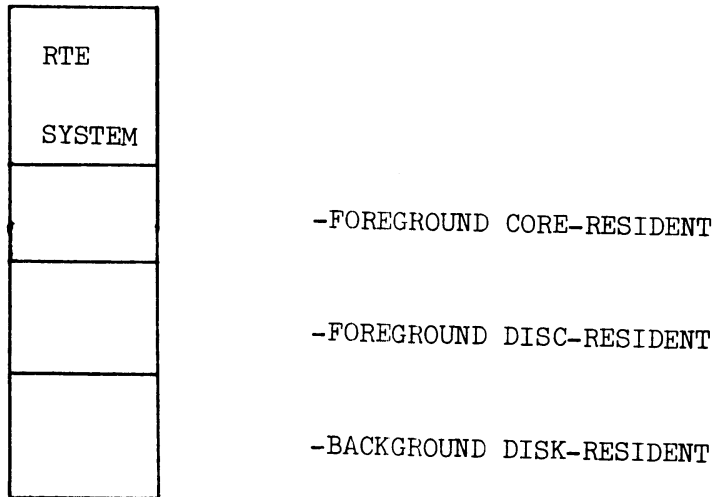 RTE
SYSTEM
-FOREGROUND CORE-RESIDENT
-FOREGROUND DISC-RESIDENT
-BACKGROUND DISK-RESIDENT